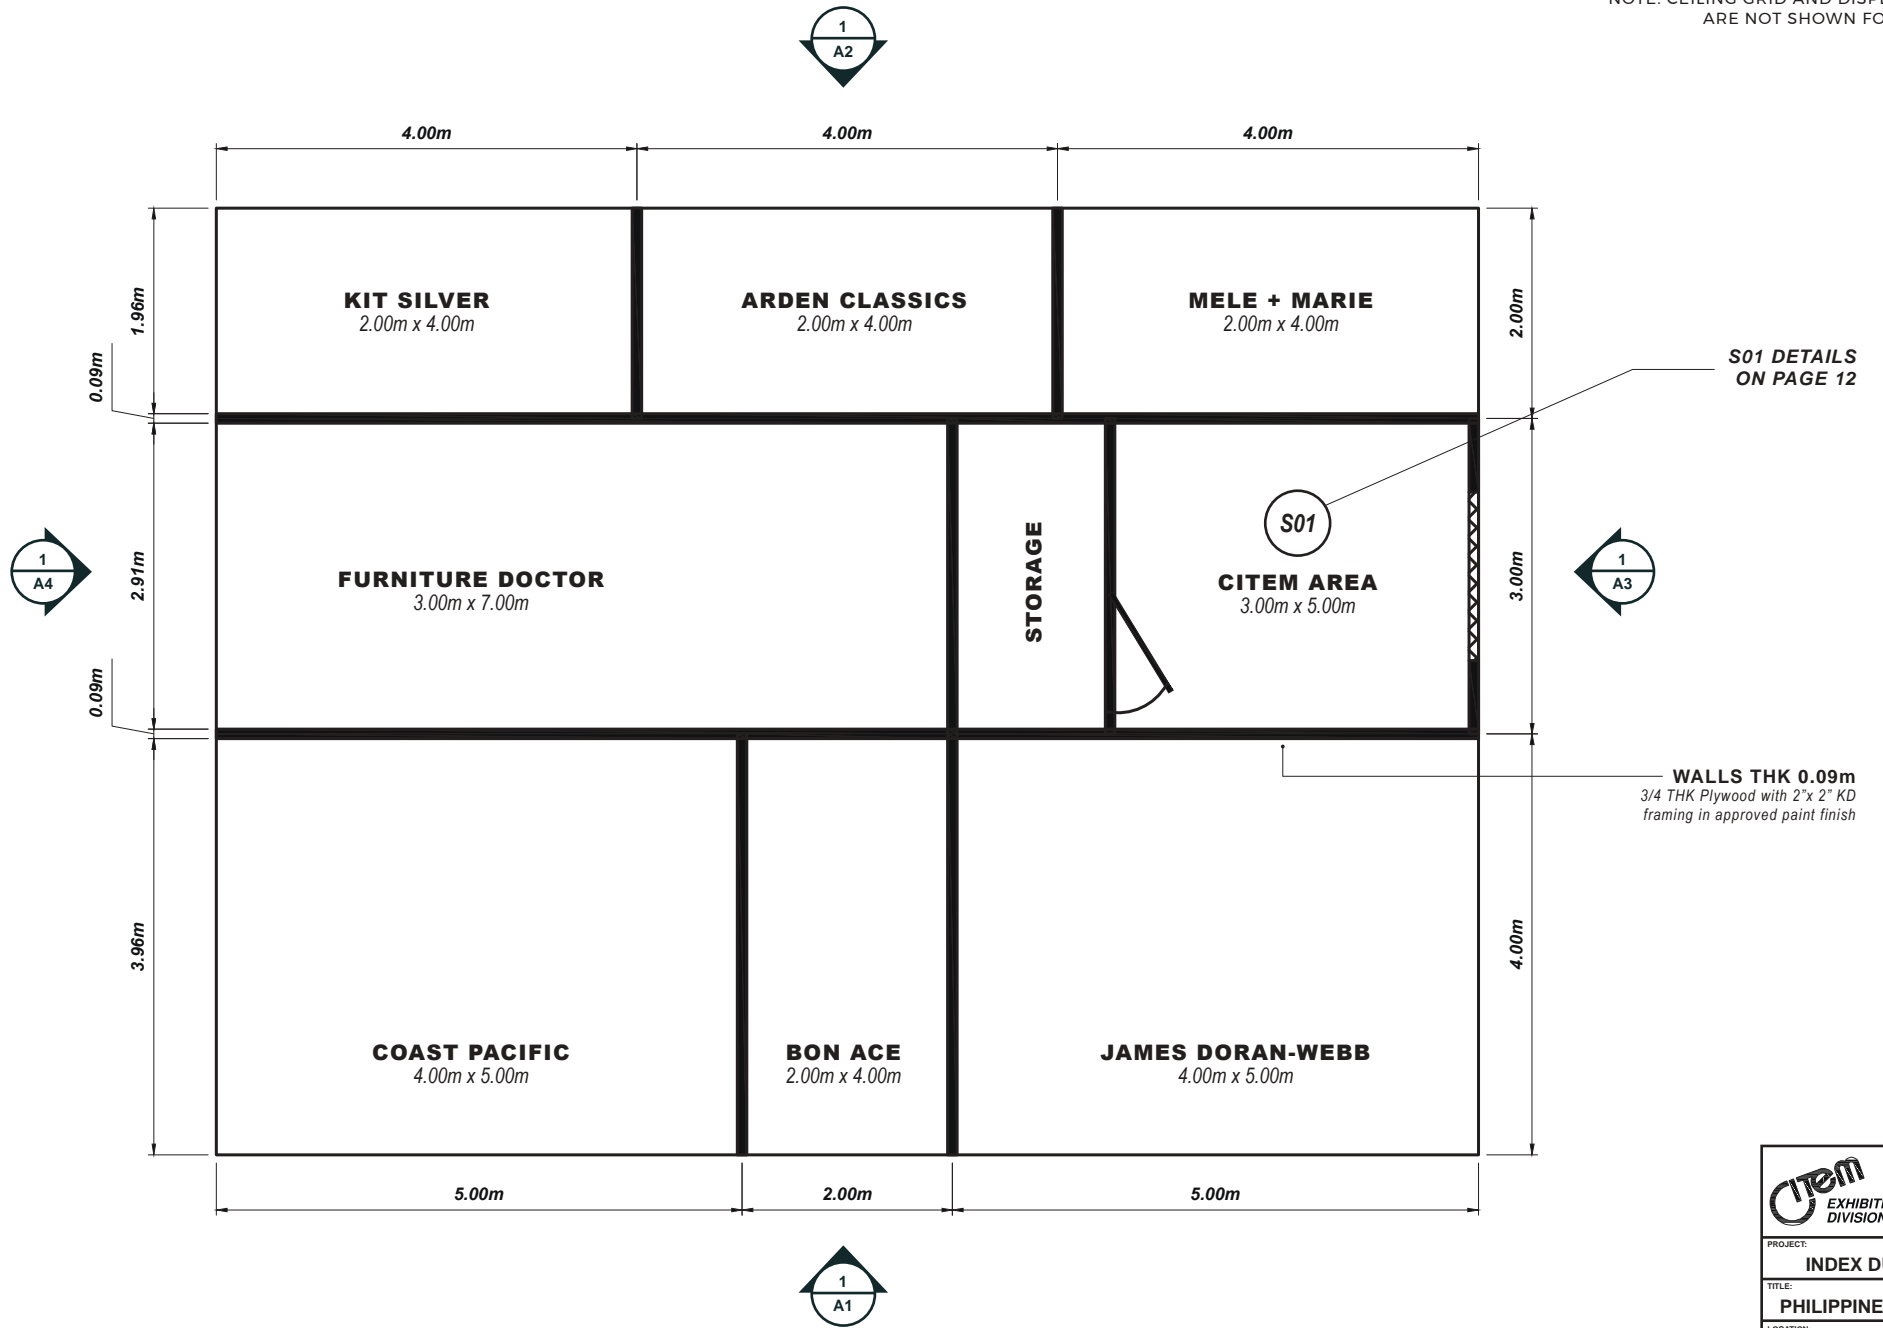 NOTE: CEILING GRID AND
ARE NOT SHOWN
1
A2
4.00m
4.00m
4.00m
1.96m
0.09m
2.91m
0.09m
3.96m
KIT SILVER
2.00m x 4.00m
ARDEN CLASSICS
2.00m x 4.00m
MELE + MARIE
2.00m x 4.00m
2.00m
S01 DETAILS
ON PAGE 12
1
A4
FURNITURE DOCTOR
3.00m x 7.00m
STORAGE
S01
CITEM AREA
3.00m x 5.00m
3.00m
1
A3
WALLS THK 0.09m
3/4 THK Plywood with 2"x 2" KD
framing in approved paint finish
4.00m
COAST PACIFIC
4.00m x 5.00m
BON ACE
2.00m x 4.00m
JAMES DORAN-WEBB
4.00m x 5.00m
5.00m
2.00m
5.00m
1
A1
CITEM
DIVISION
PROJECT:
INDEX
TITLE:
PHILIPPINE